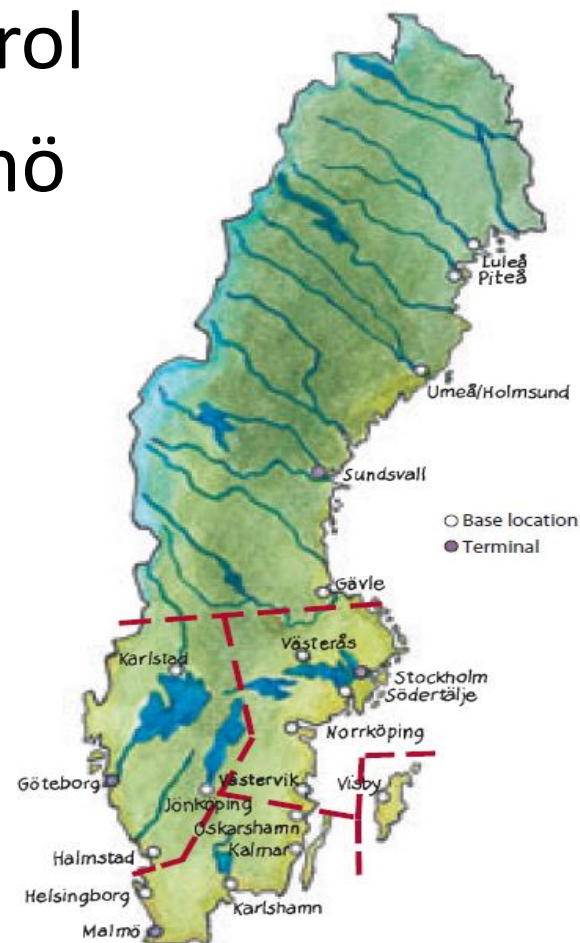 rol
mö
Luleå
Piteå
Umeå/Holmsund
Sundsvall
Base location
Terminal
Gävle
Västerås
Karlstad
Stockholm
Södertälje
Norrköping
Göteborg
Västervik
Visby
Jönköping
Oskarshamn
Kalmar
Halmstad
Helsingborg
Karlshamn
Malmö